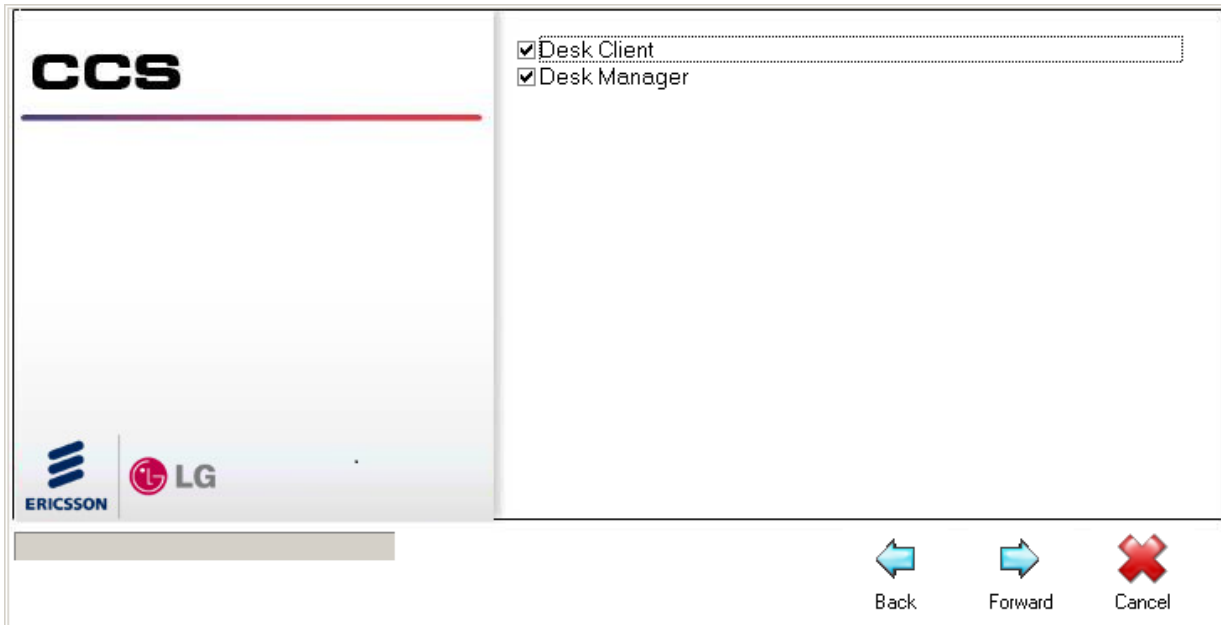 CCS
Desk Client
Desk Manager
ERICSSON
LG
Back
Forward
Cancel